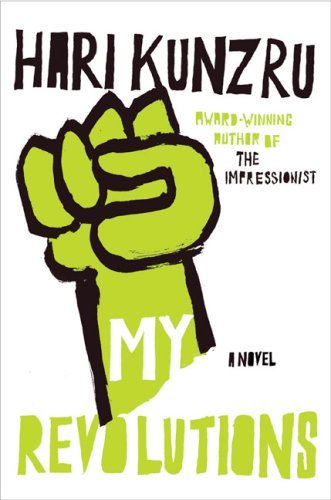 HARI KUNZRU
AWARD-WINNING
AUTHOR OF
THE
IMPRESSIONIST
MY
A NOVEL
REVOLUTIONS